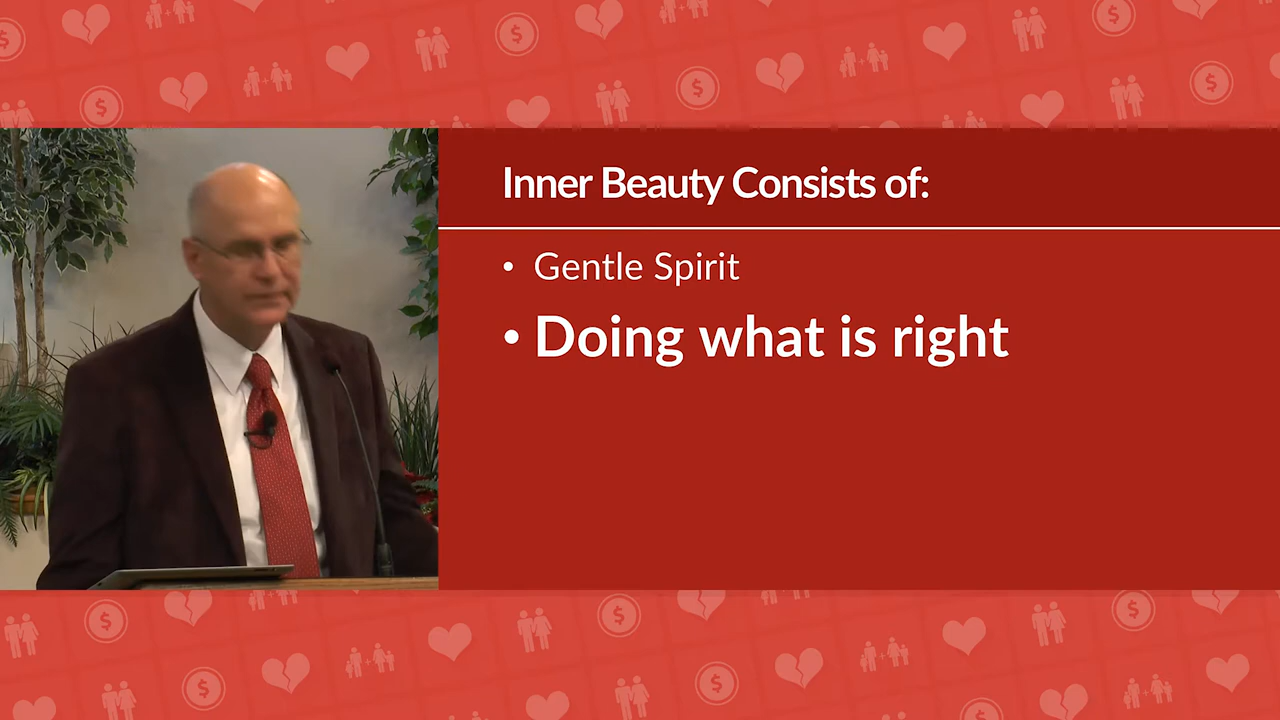 Inner Beauty Consists of:
• Gentle Spirit
• Doing what is right